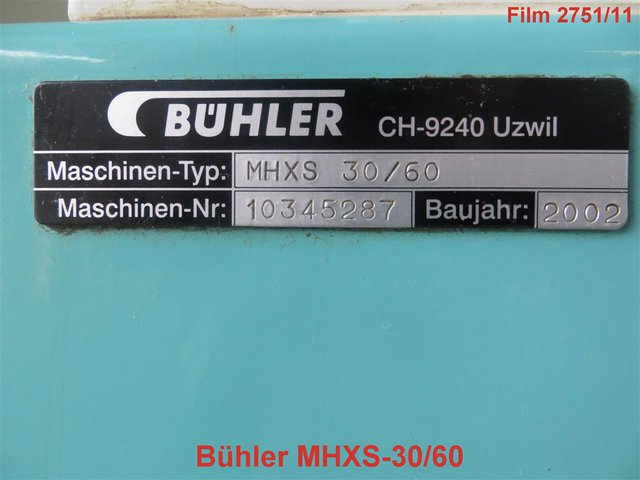 Film 2751/11
BÜHLER CH-9240 Uzwil
Maschinen-Typ: MHXS 30/60
Maschinen-Nr: 10345287 Baujahr: 2002
Bühler MHXS-30/60